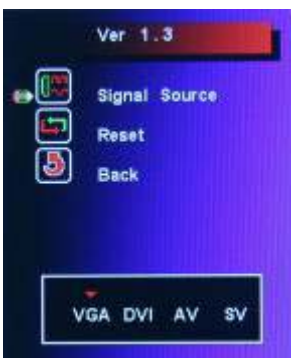 Ver 1.3
Signal Source
Reset
Back
VGA DVI AV SV